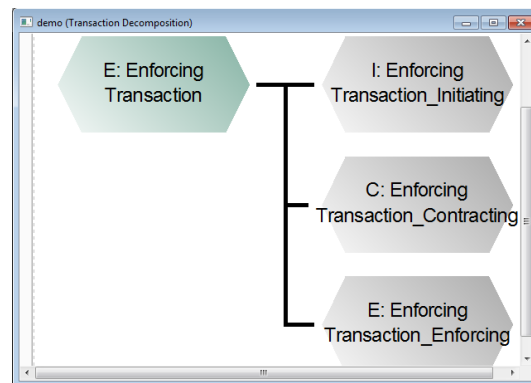 demo (Transaction Decomposition)
E: Enforcing
Transaction
I: Enforcing
Transaction_Initiating
C: Enforcing
Transaction_Contracting
E: Enforcing
Transaction_Enforcing